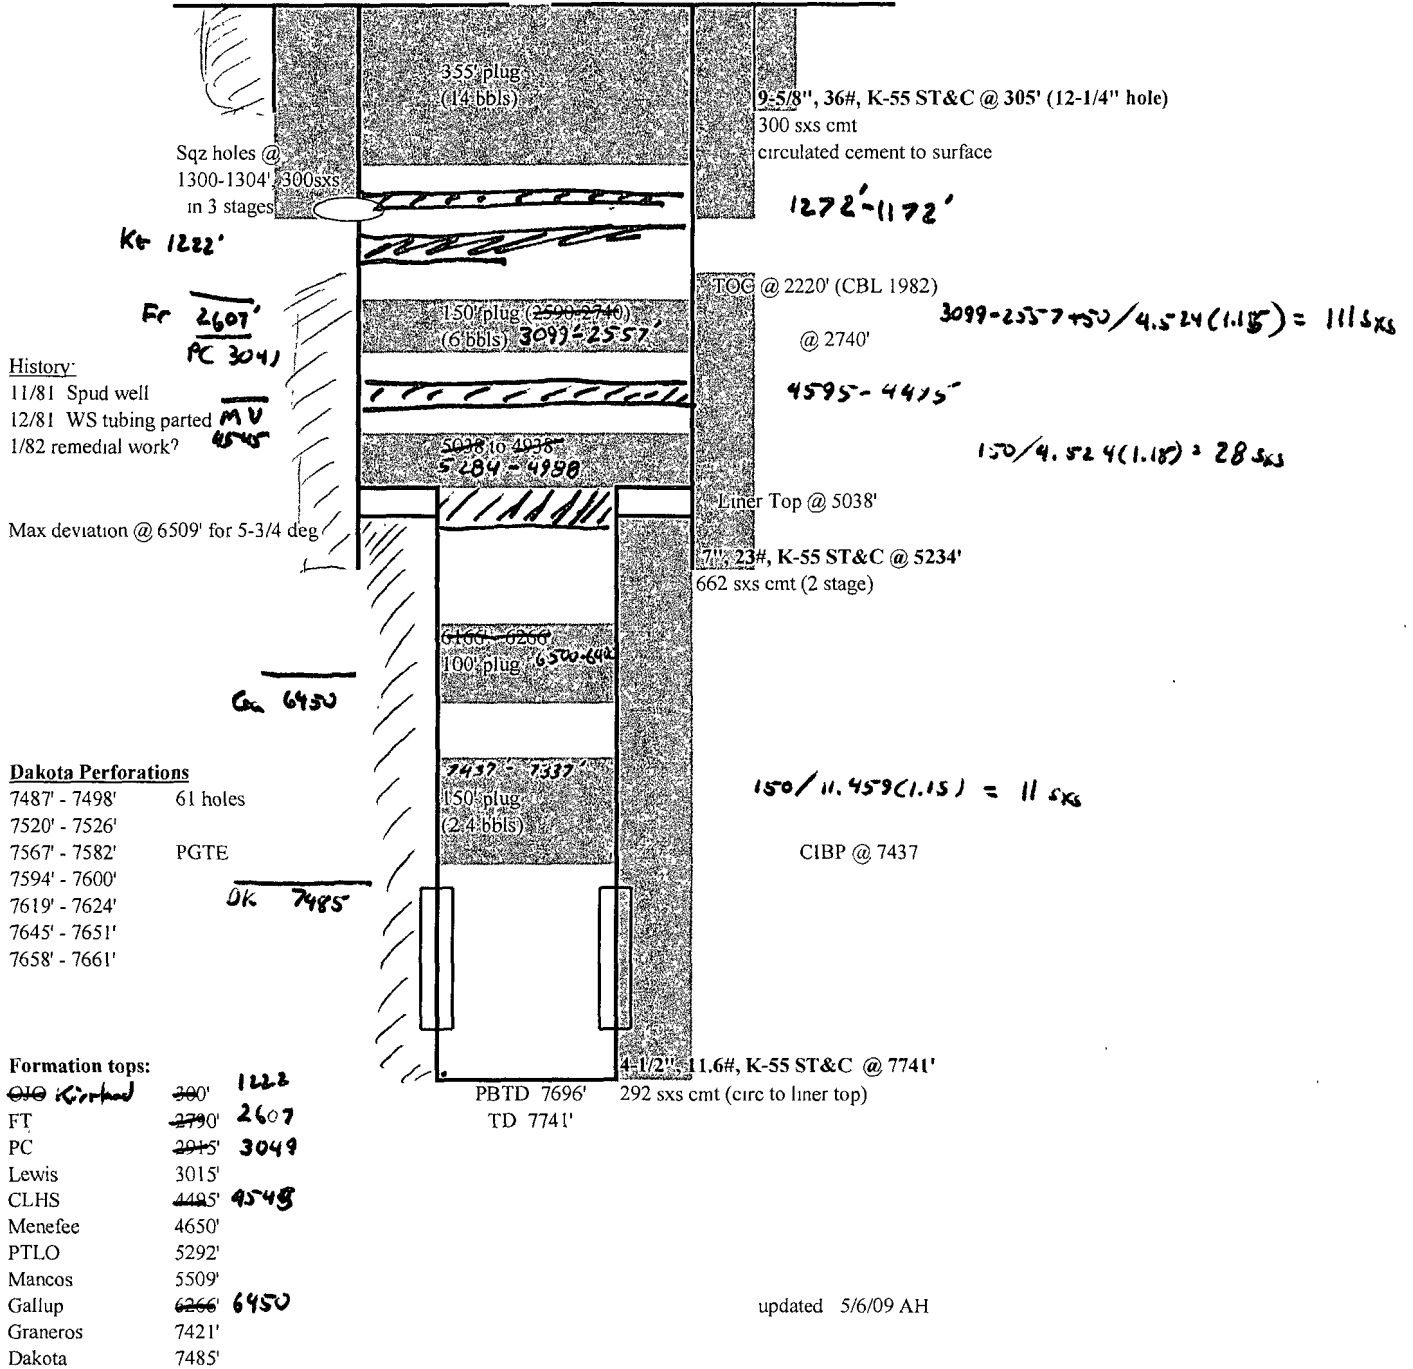 355' plug
(14 bbls)
9-5/8", 36#, K-55 ST&C @ 305' (12-1/4" hole)
300 sxs cmt
circulated cement to surface
Sqz holes @
1300-1304', 300sxs
in 3 stages
1272'-1172'
Kt 1222'
TOC @ 2220' (CBL 1982)
Fr 2607'
150' plug (2590-2740)
(6 bbls) 3099-2557'
3099-2557+50/4.524(1.18) = 111 sxs
@ 2740'
PC 3041
History:
11/81 Spud well
12/81 WS tubing parted
1/82 remedial work?
MV
4545
4595-4495
5038 to 4938'
5284-4988
150/4.524(1.18) = 28 sxs
Liner Top @ 5038'
Max deviation @ 6509' for 5-3/4 deg
7", 23#, K-55 ST&C @ 5234'
662 sxs cmt (2 stage)
6166' - 6266'
100' plug 6500-640
6450
Dakota Perforations
7487' - 7498' 61 holes
7520' - 7526'
7567' - 7582' PGTE
7594' - 7600'
7619' - 7624'
7645' - 7651'
7658' - 7661'
7437' - 7337'
150' plug
(2.4 bbls)
150/11.459(1.15) = 11 sxs
CIBP @ 7437
DK 7485
4-1/2", 11.6#, K-55 ST&C @ 7741'
292 sxs cmt (circ to liner top)
PBTD 7696'
TD 7741'
Formation tops:
OJO Kirtland 300' 1222
FT 2790' 2607
PC 2915' 3049
Lewis 3015'
CLHS 4495'
Menefee 4650'
PTLO 5292'
Mancos 5509'
Gallup 6266' 6450
Graneros 7421'
Dakota 7485'
updated 5/6/09 AH